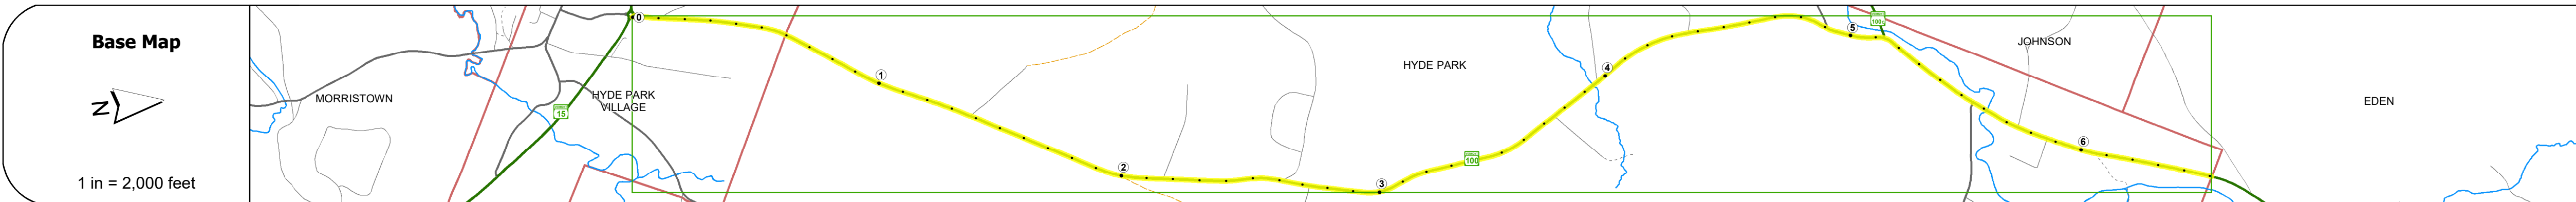 Base Map
N
1 in = 2,000 feet
MORRISTOWN
15
HYDE PARK
VILLAGE
0
1
2
3
HYDE PARK
100
4
5
100C
JOHNSON
6
EDEN